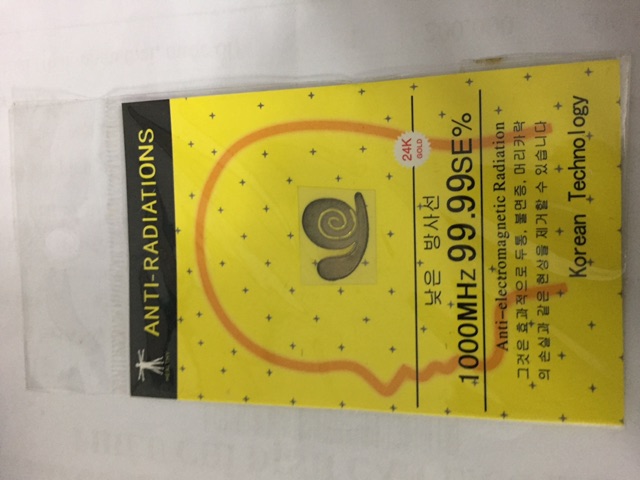 ANTI-RADIATIONS
24K
GOLD
낮은 방사선
1000MHZ 99.99SE%
Anti-electromagnetic Radiation
그것은 효과적으로 두통, 불면증, 머리카락
의 손실과 같은 현상을 제거할 수 있습니다
Korean Technology